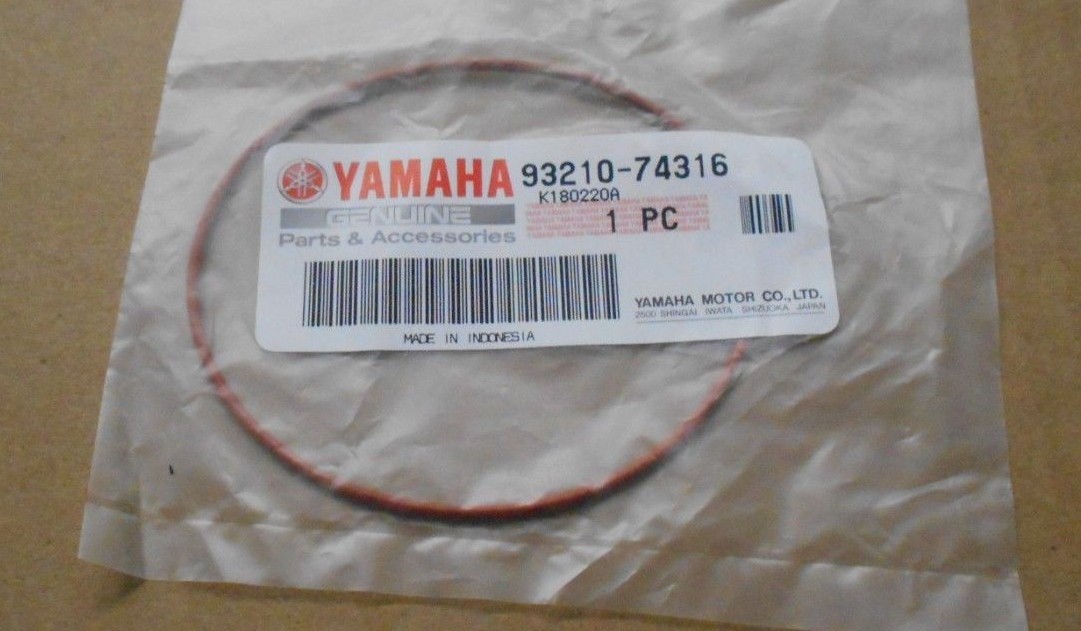 YAMAHA 93210-74316
K180220A
GENUINE
1 PC
Parts & Accessories
YAMAHA MOTOR CO.,LTD.
2500 SHINGAI IWATA SHIZUOKA JAPAN
MADE IN INDONESIA